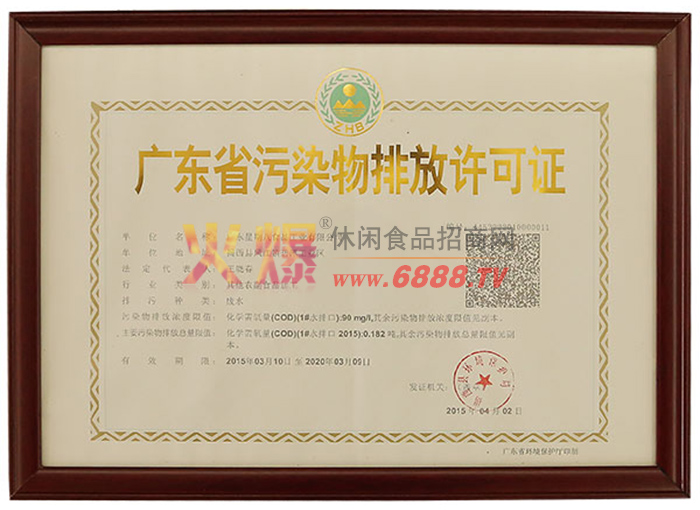 ZHB
广东省污染物排放许可证
火爆®休闲食品招商网
www.6888.TV
单位名称:
单位地址:
法定代表人:
行业类别:
排污种类: 废水
污染物排放浓度限值: 化学需氧量(COD)(1#水排口):90 mg/l,其余污染物排放浓度限值见副本。
主要污染物排放总量限值: 化学需氧量(COD)(1#水排口 2015):0.182 吨,其余污染物排放总量限值见副
本。
有效期限: 2015年03月10日 至 2020年03月09日
发证机关:
环境保护局
2015年04月02日
广东省环境保护厅印制